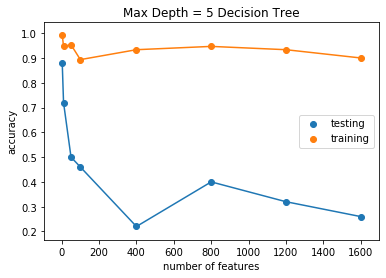 Max Depth = 5 Decision Tree
accuracy
1.0
0.9
0.8
0.7
0.6
0.5
0.4
0.3
0.2
testing
training
0 200 400 600 800 1000 1200 1400 1600
number of features